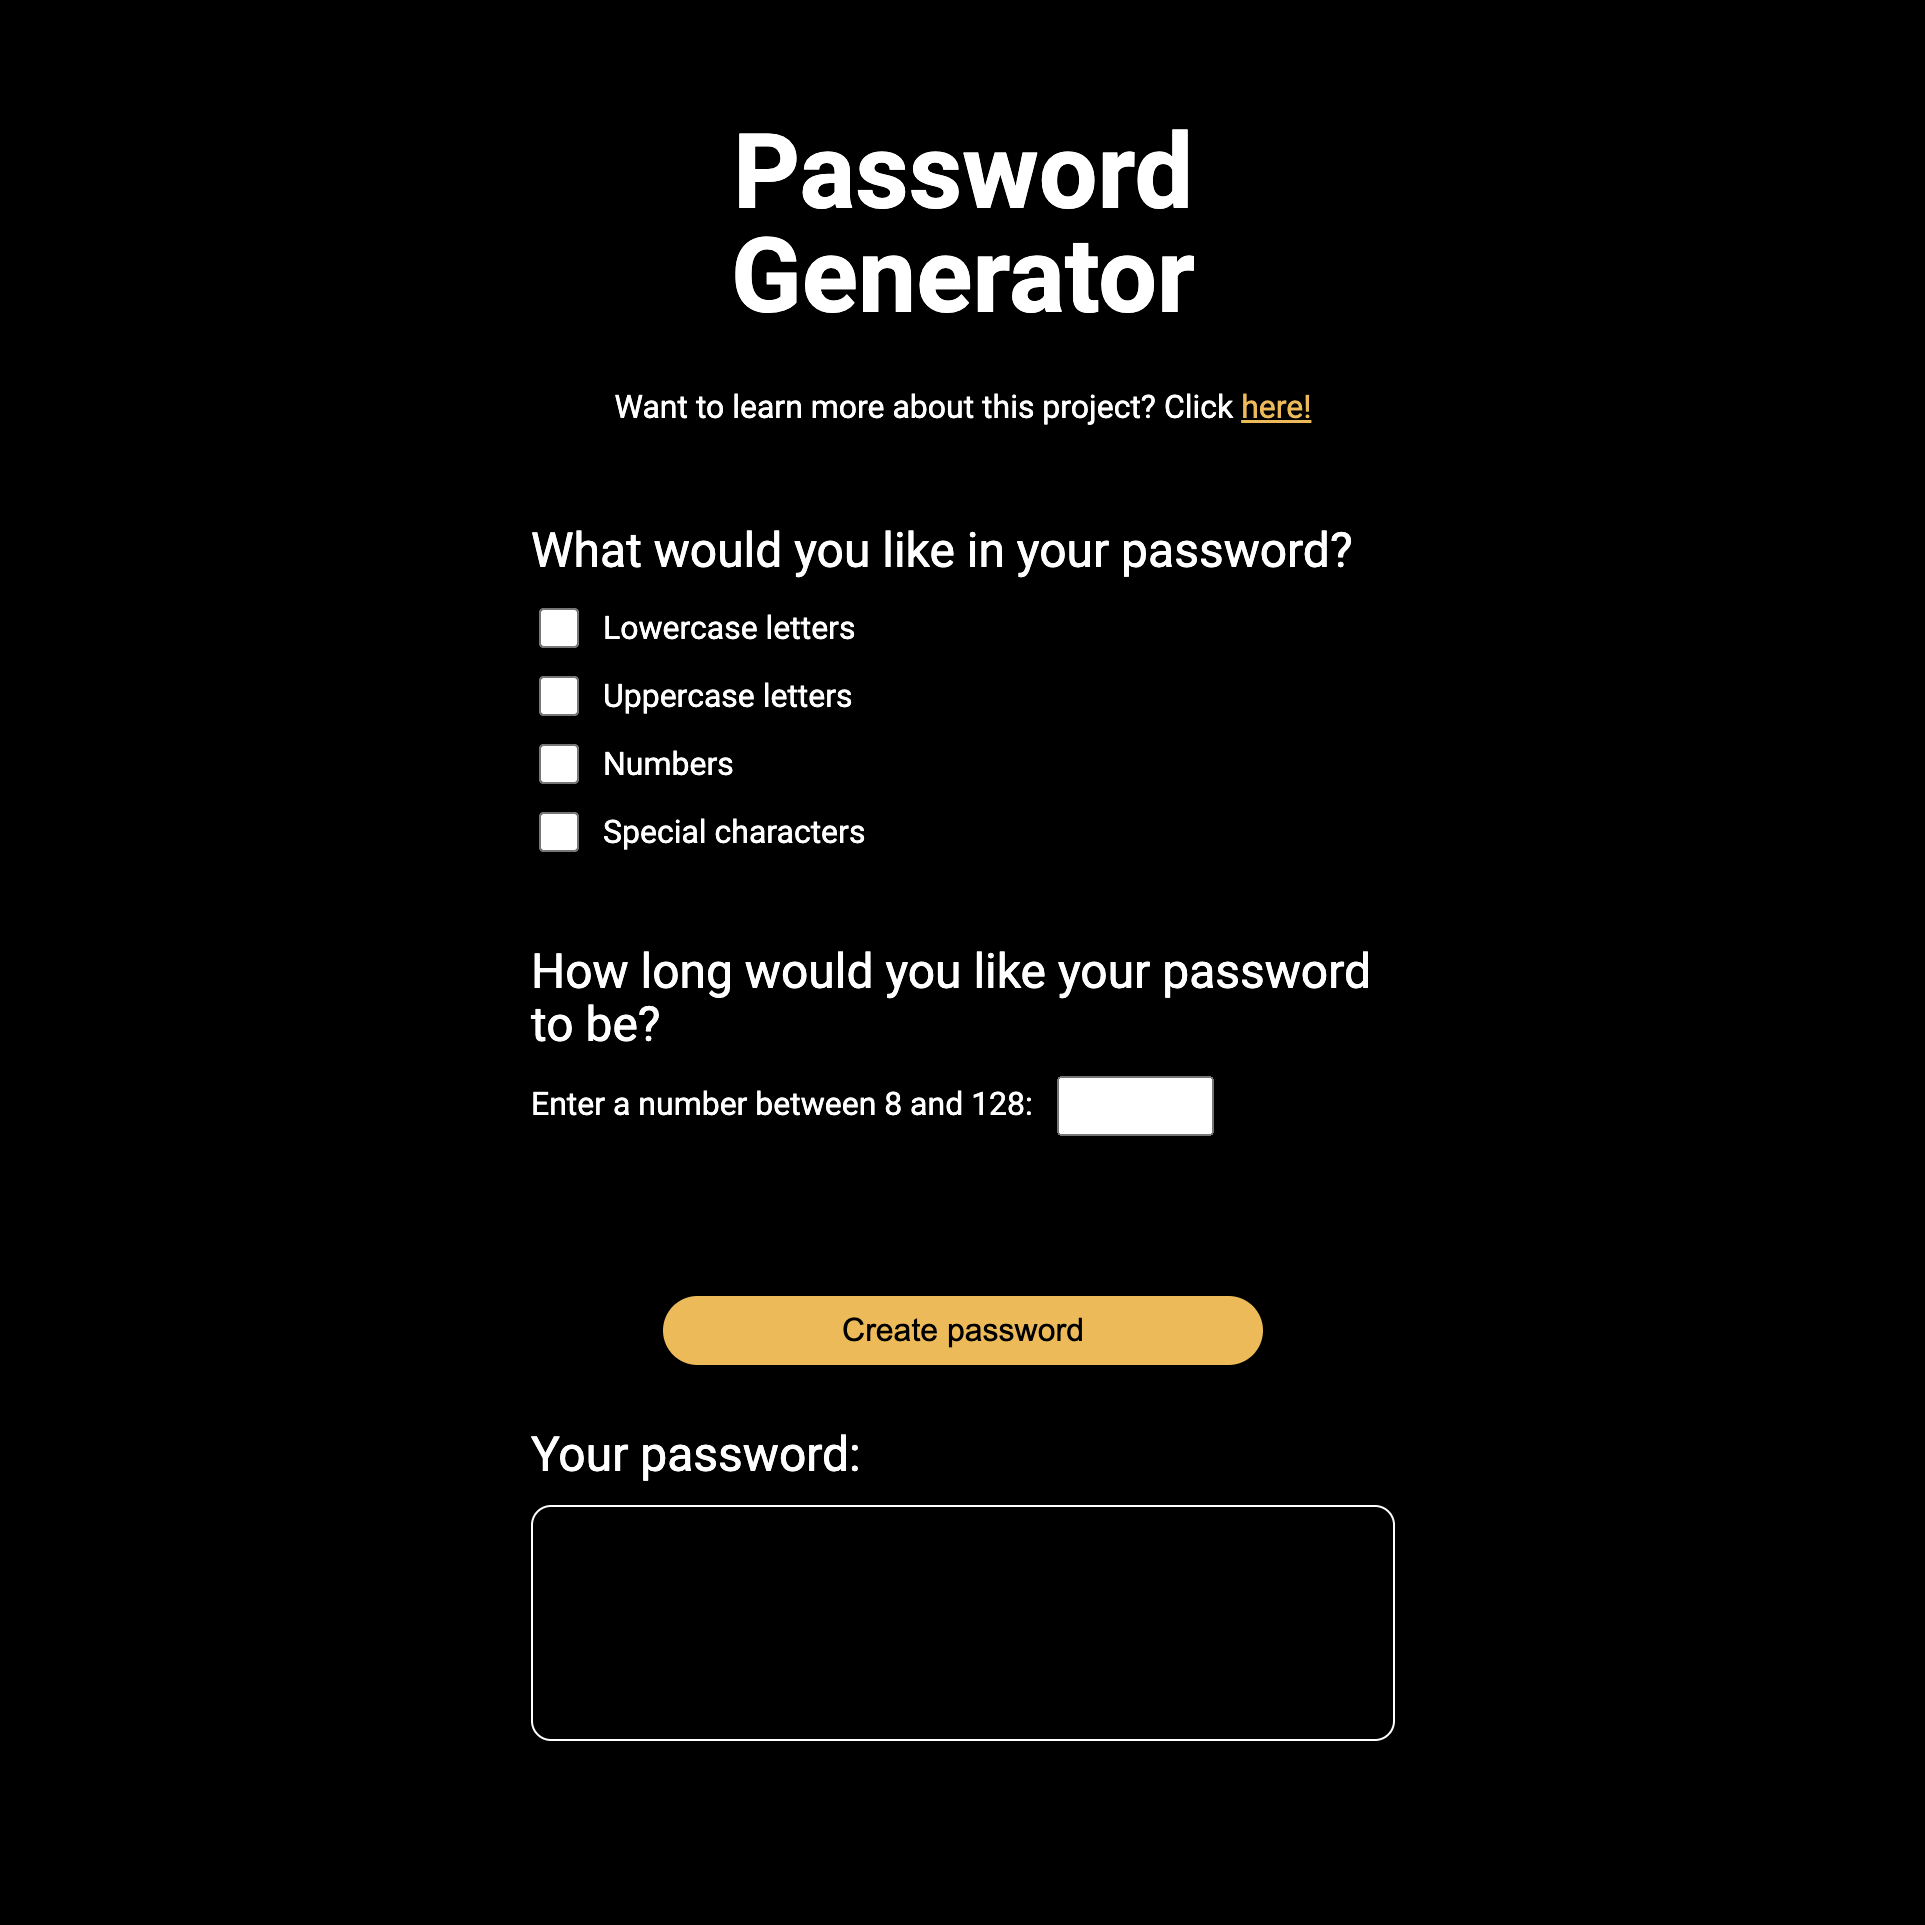 Password
Generator
Want to learn more about this project? Click here!
What would you like in your password?
Lowercase letters
Uppercase letters
Numbers
Special characters
How long would you like your password
to be?
Enter a number between 8 and 128:
Create password
Your password: